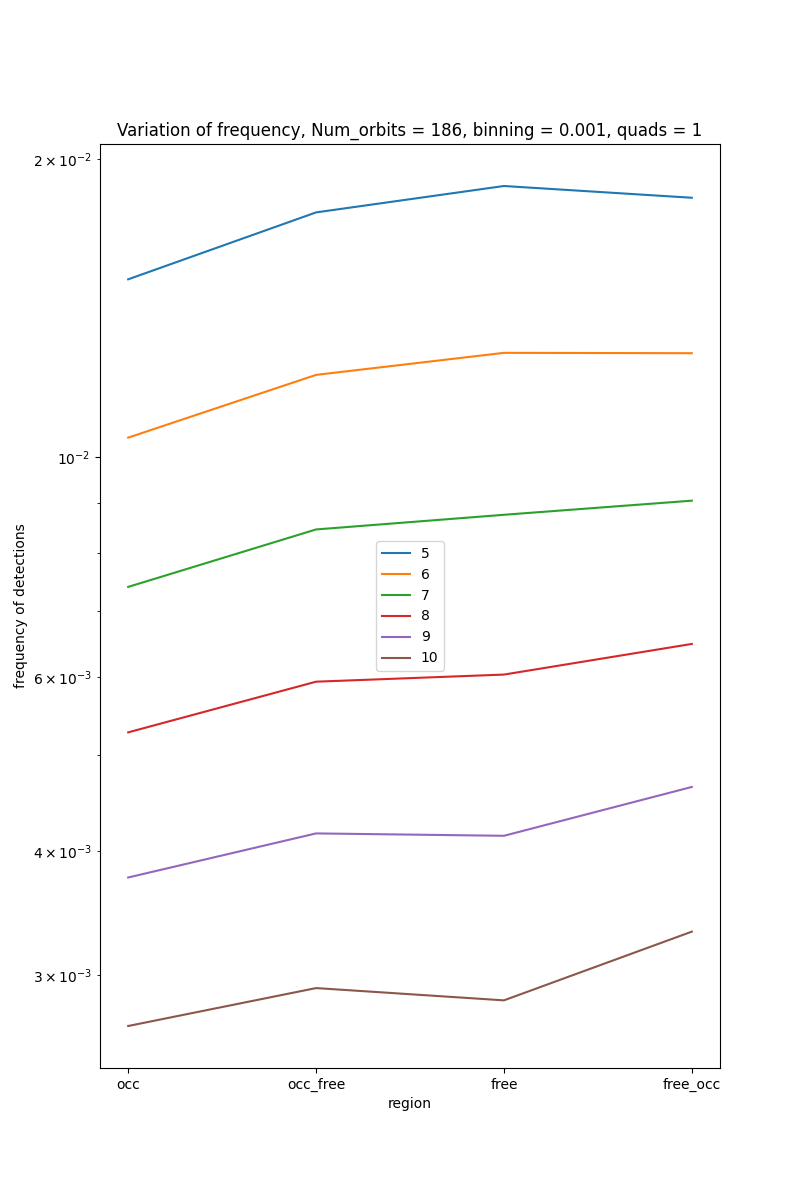 Variation of frequency, Num_orbits = 186, binning = 0.001, quads = 1
2 × 10⁻²
10⁻²
6 × 10⁻³
4 × 10⁻³
3 × 10⁻³
frequency of detections
5
6
7
8
9
10
occ occ_free free free_occ
region